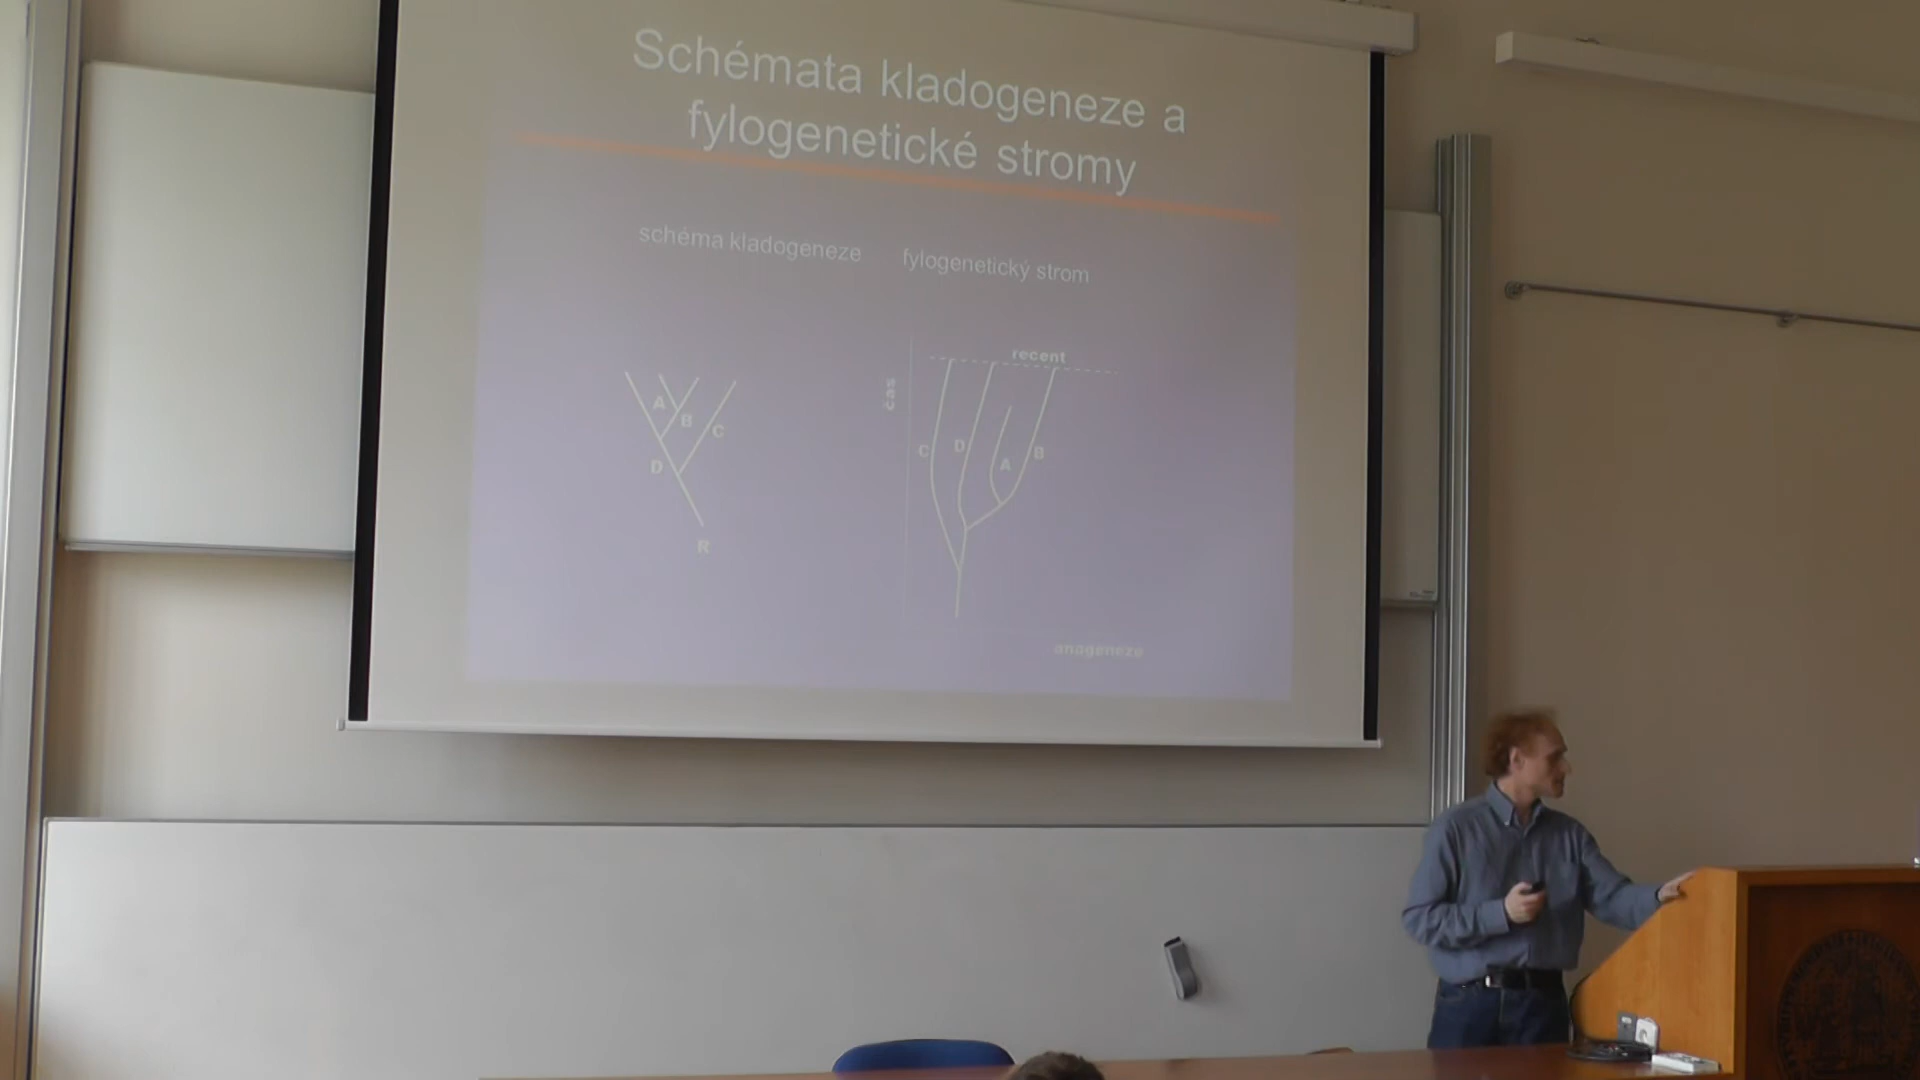 Schémata kladogeneze a
fylogenetické stromy
schéma kladogeneze
fylogenetický strom
A
B
C
D
R
recent
čas
C
D
A
B
anageneze